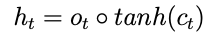 h_t = o_t ∘ tanh(c_t)